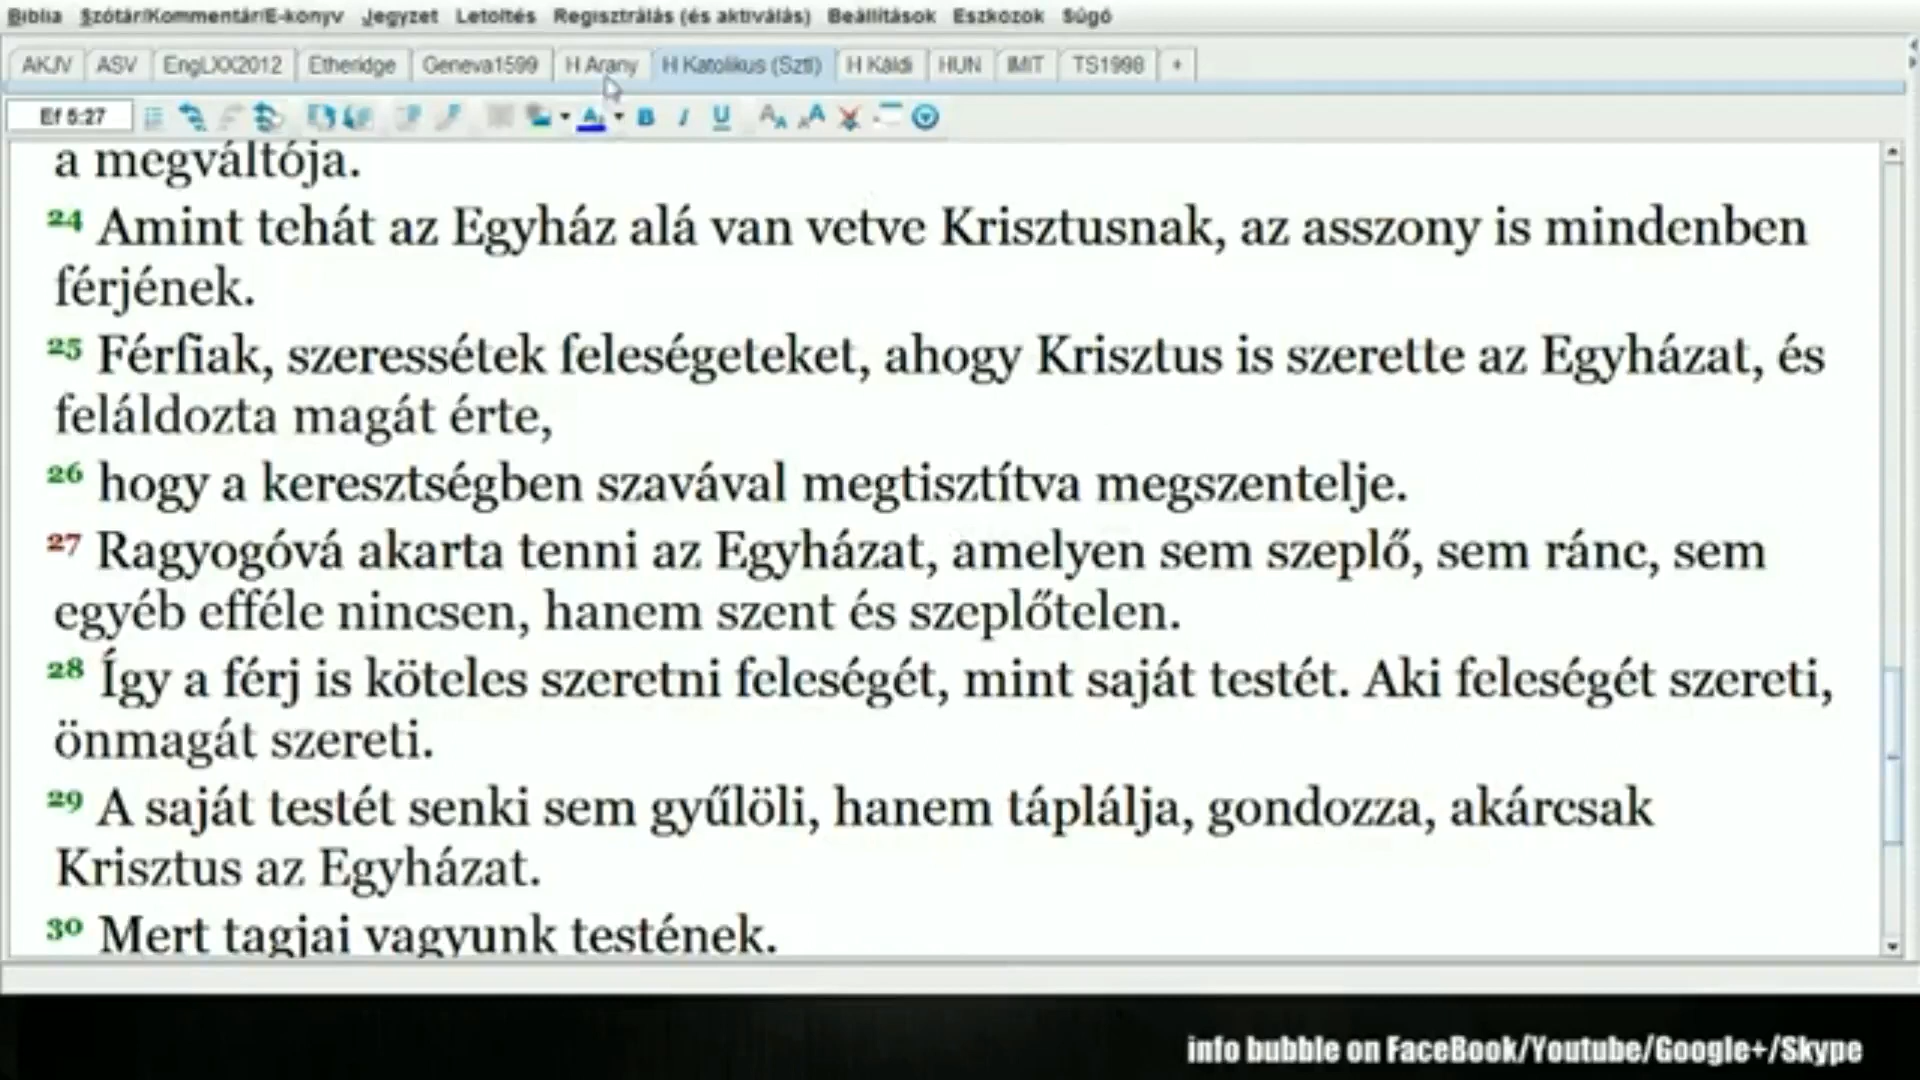 Biblia Szótár/Kommentár/E-könyv Jegyzet Letöltés Regisztrálás (és aktiválás) Beállítások Eszközök Súgó
AKJV ASV EngLXX2012 Etheridge Geneva1599 H Arany H Katolikus (SztI) H Káldi HUN IMIT TS1998 +
Ef 5:27
a megváltója.
24 Amint tehát az Egyház alá van vetve Krisztusnak, az asszony is mindenben
férjének.
25 Férfiak, szeressétek feleségeteket, ahogy Krisztus is szerette az Egyházat, és
feláldozta magát érte,
26 hogy a keresztségben szavával megtisztítva megszentelje.
27 Ragyogóvá akarta tenni az Egyházat, amelyen sem szeplő, sem ránc, sem
egyéb efféle nincsen, hanem szent és szeplőtelen.
28 Így a férj is köteles szeretni feleségét, mint saját testét. Aki feleségét szereti,
önmagát szereti.
29 A saját testét senki sem gyűlöli, hanem táplálja, gondozza, akárcsak
Krisztus az Egyházat.
30 Mert tagjai vagyunk testének.
info bubble on FaceBook/Youtube/Google+/Skype